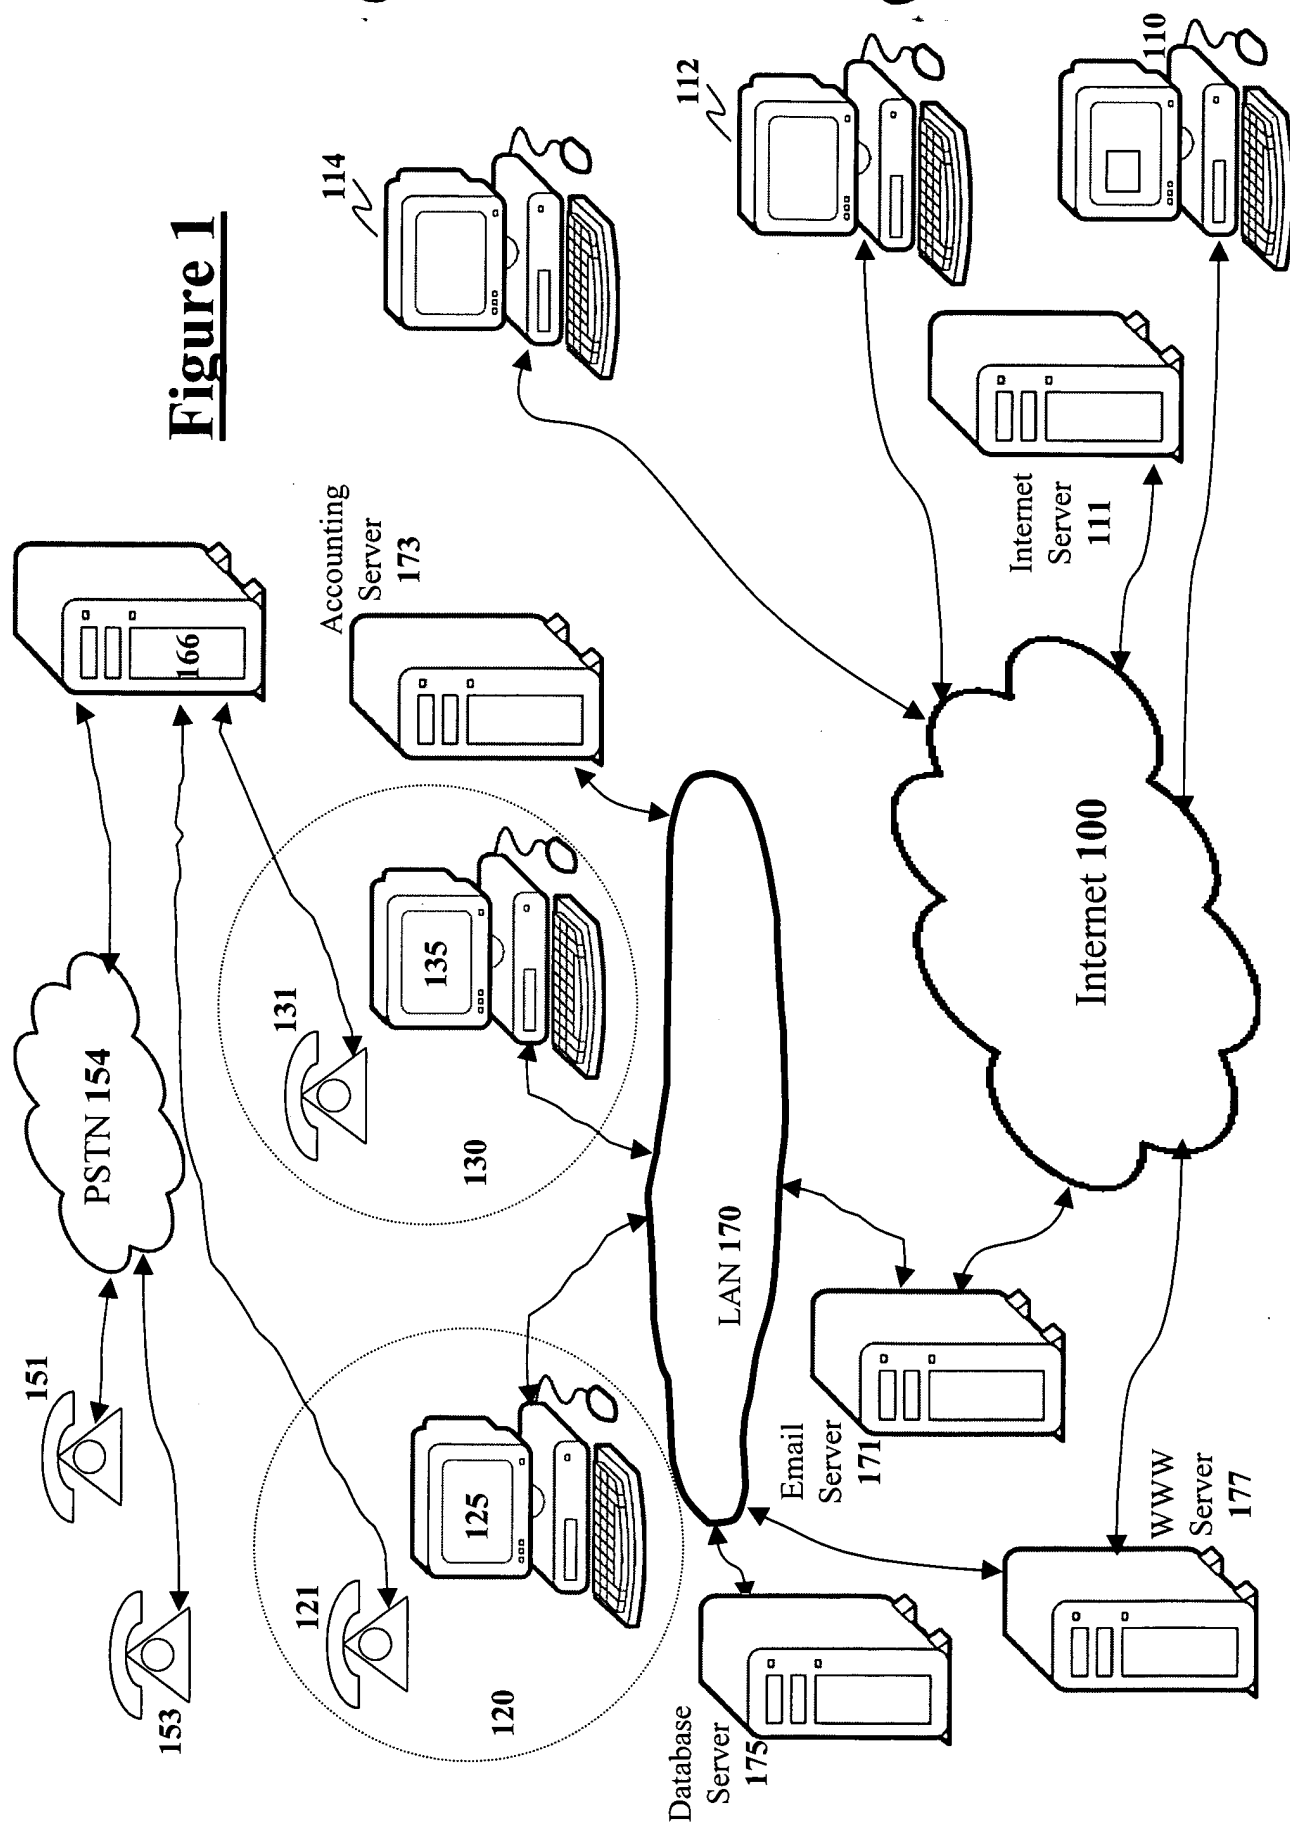 Figure 1
153
151
PSTN 154
166
121
120
125
131
130
135
Accounting
Server
173
114
LAN 170
Database
Server
175
Email
Server
171
WWW
Server
177
Internet 100
Internet
Server
111
112
110